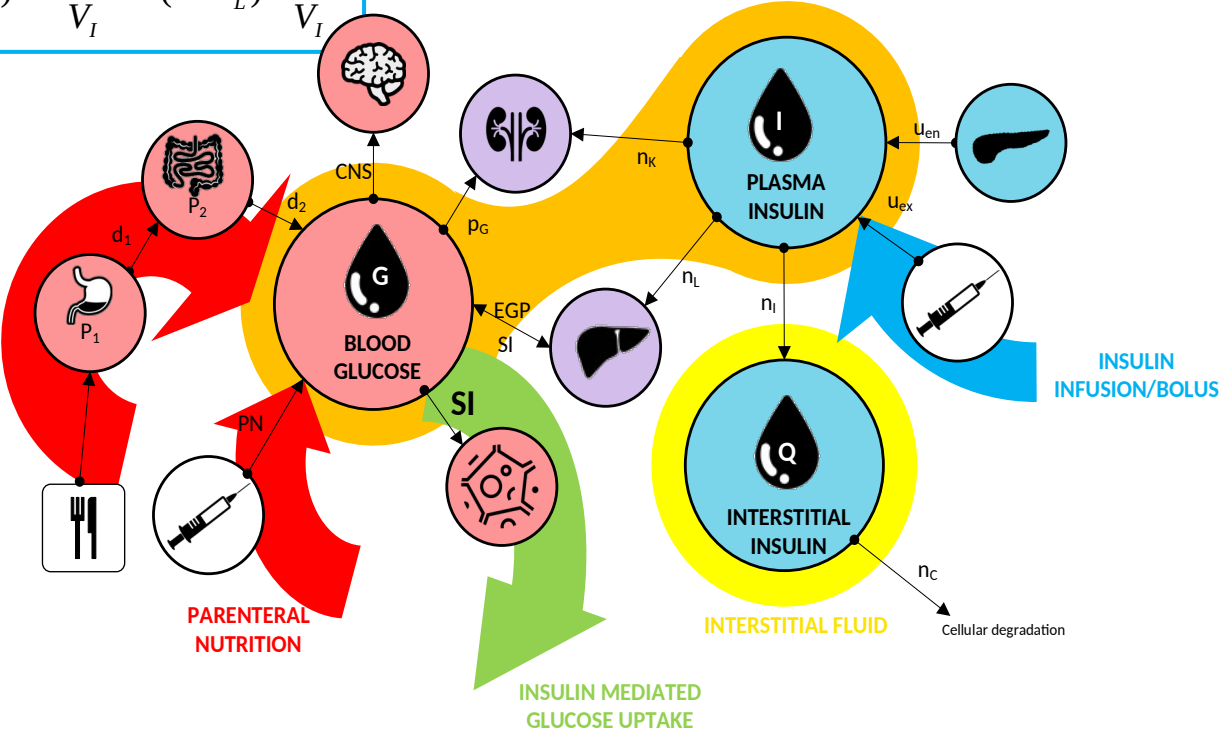 V_I
L
V_I
CNS
P_2
d_2
d_1
P_1
G
BLOOD
GLUCOSE
p_G
n_K
I
PLASMA
INSULIN
u_en
u_ex
n_L
EGP
SI
n_I
INSULIN
INFUSION/BOLUS
SI
PN
Q
INTERSTITIAL
INSULIN
n_C
Cellular degradation
INTERSTITIAL FLUID
PARENTERAL
NUTRITION
INSULIN MEDIATED
GLUCOSE UPTAKE